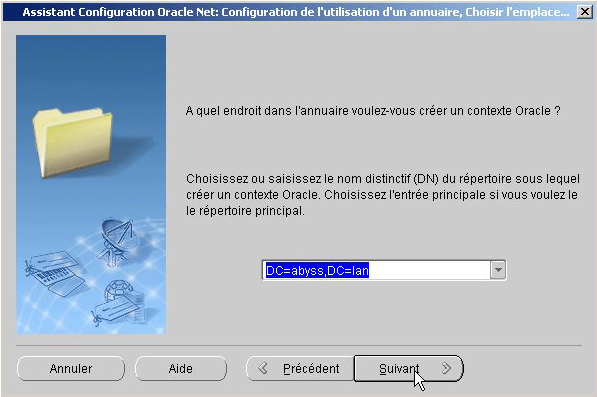 Assistant Configuration Oracle Net: Configuration de l'utilisation d'un annuaire, Choisir l'emplace...
A quel endroit dans l'annuaire voulez-vous créer un contexte Oracle ?
Choisissez ou saisissez le nom distinctif (DN) du répertoire sous lequel
créer un contexte Oracle. Choisissez l'entrée principale si vous voulez le
le répertoire principal.
DC=abyss,DC=lan
Annuler Aide Précédent Suivant